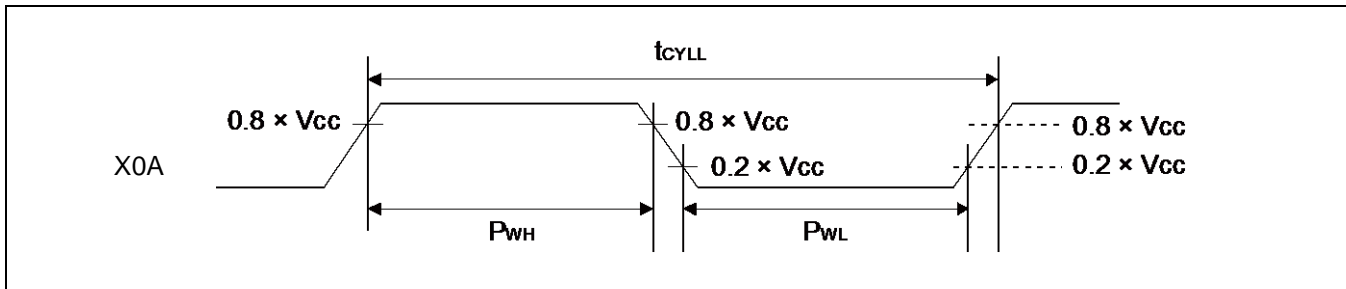 tCYLL
0.8 × Vcc
0.8 × Vcc
0.8 × Vcc
X0A
0.2 × Vcc
0.2 × Vcc
PWH
PWL